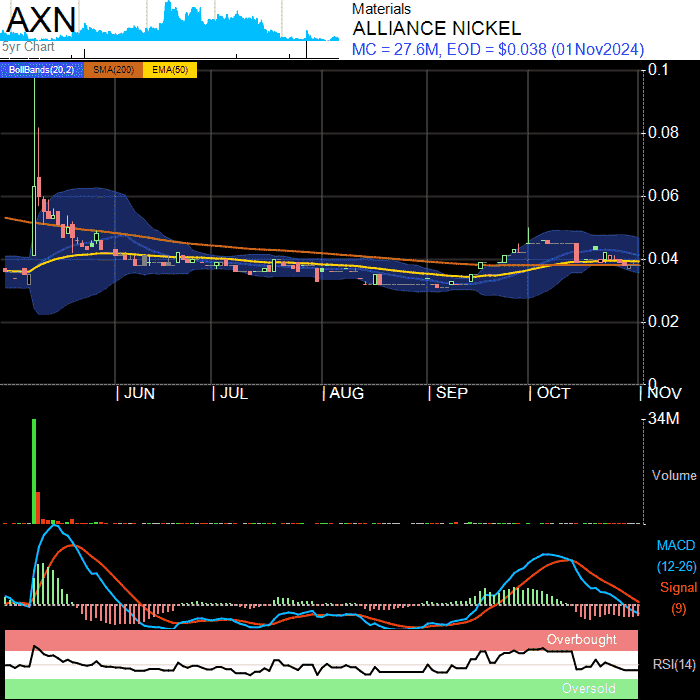 AXN
5yr Chart
Materials
ALLIANCE NICKEL
MC = 27.6M, EOD = $0.038 (01Nov2024)
BollBands(20,2) SMA(200) EMA(50)
0.1
0.08
0.06
0.04
0.02
0
JUN JUL AUG SEP OCT NOV
34M
Volume
MACD
(12-26)
Signal
(9)
Overbought
RSI(14)
Oversold